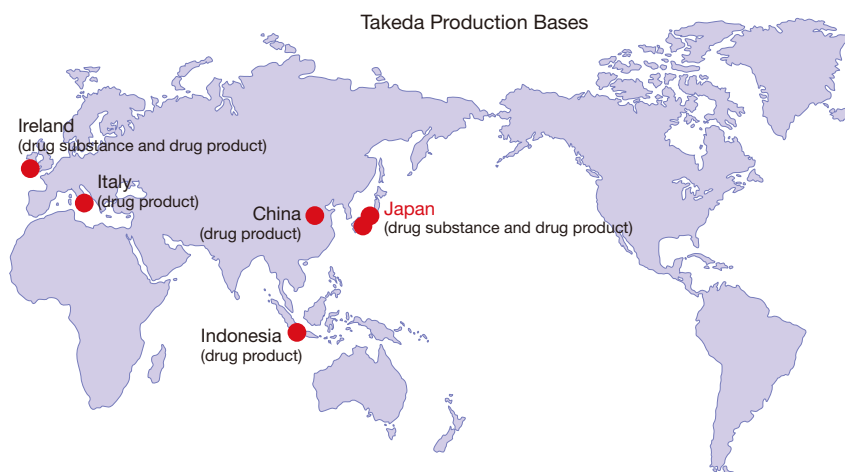 Takeda Production Bases
Ireland
(drug substance and drug product)
Italy
(drug product)
China
(drug product)
Japan
(drug substance and drug product)
Indonesia
(drug product)